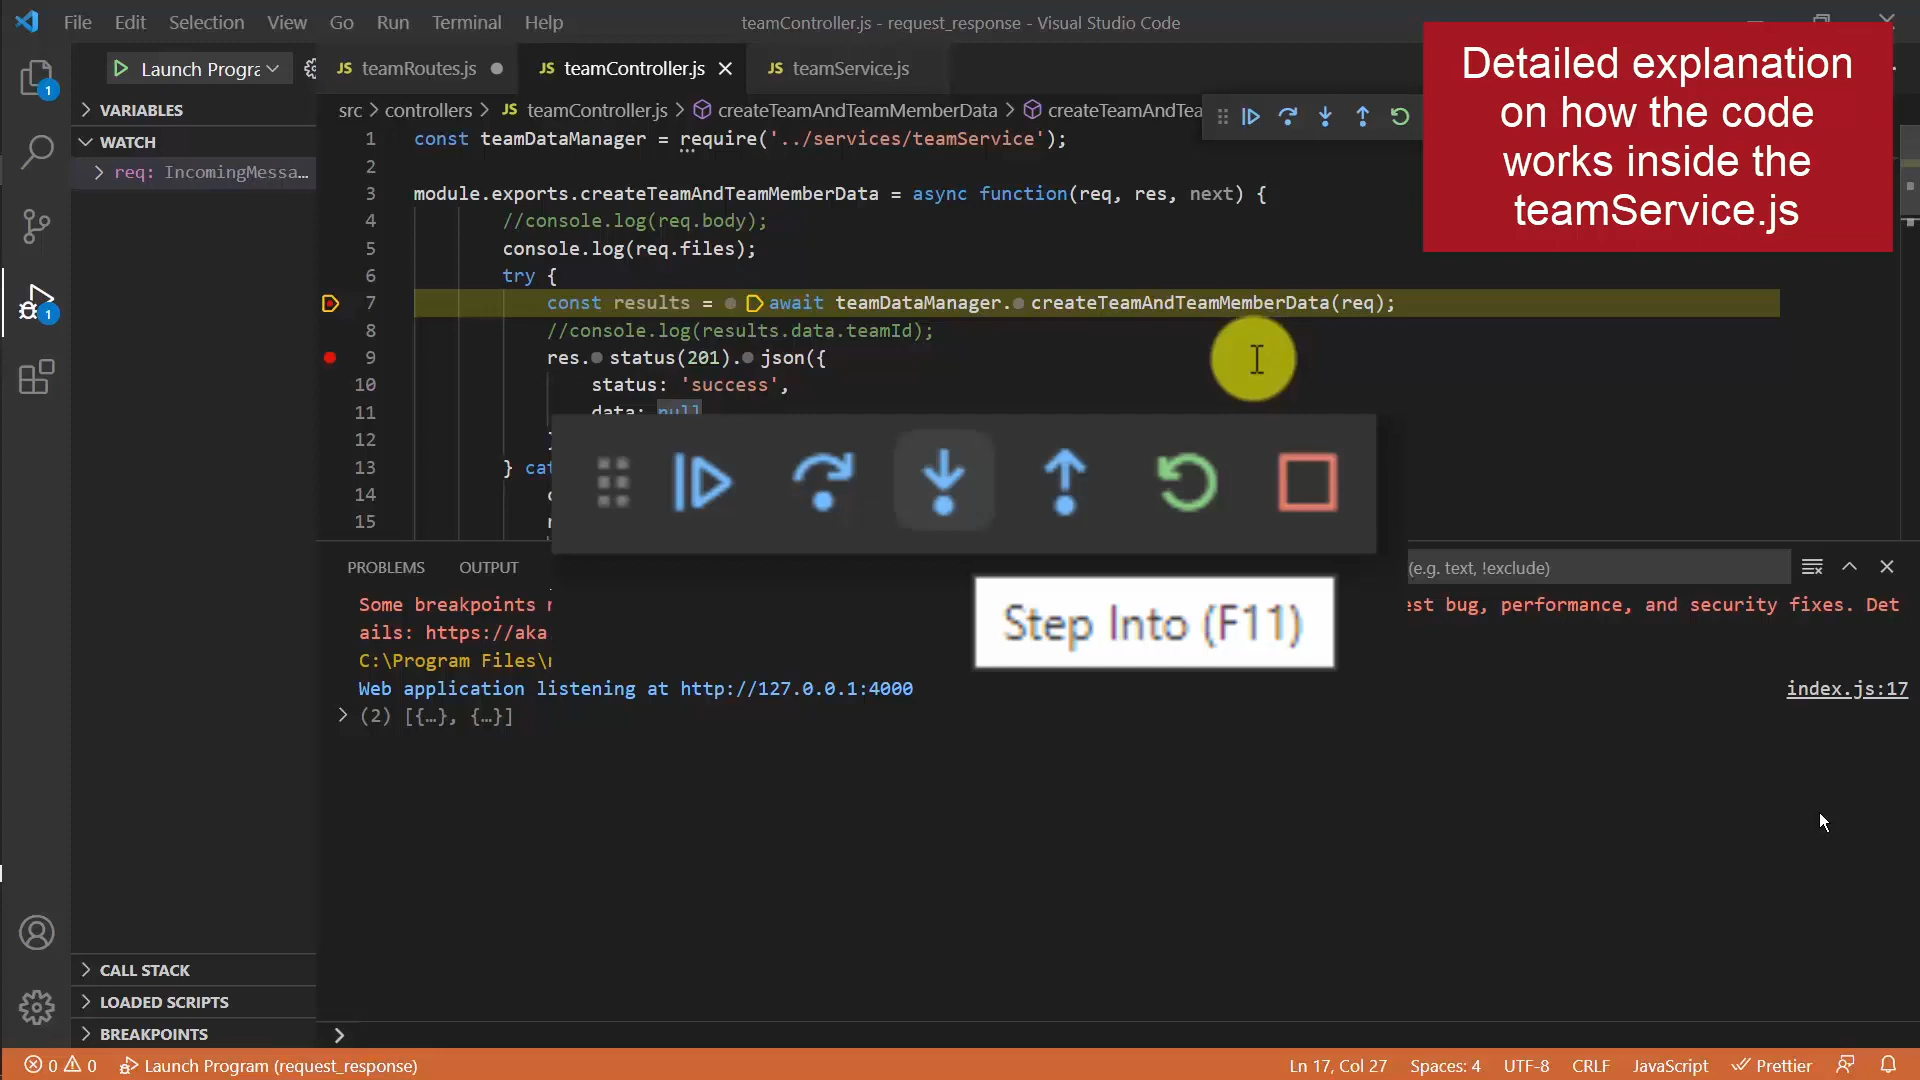 File Edit Selection View Go Run Terminal Help
teamController.js - request_response - Visual Studio Code
Detailed explanation
on how the code
works inside the
teamService.js
1
1
Launch Progra
JS teamRoutes.js
JS teamController.js
JS teamService.js
VARIABLES
WATCH
req: IncomingMessa…
src > controllers > JS teamController.js > createTeamAndTeamMemberData > createTeamAndTea
1 const teamDataManager = require('../services/teamService');
2
3 module.exports.createTeamAndTeamMemberData = async function(req, res, next) {
4 //console.log(req.body);
5 console.log(req.files);
6 try {
7 const results = await teamDataManager.createTeamAndTeamMemberData(req);
8 //console.log(results.data.teamId);
9 res.status(201).json({
10 status: 'success',
11 data: null
12
13 } cat
14
15
Step Into (F11)
PROBLEMS OUTPUT
(e.g. text, !exclude)
Some breakpoints
est bug, performance, and security fixes. Det
ails: https://aka
C:\Program Files\
Web application listening at http://127.0.0.1:4000
index.js:17
(2) [{…}, {…}]
CALL STACK
LOADED SCRIPTS
BREAKPOINTS
0 0 Launch Program (request_response)
Ln 17, Col 27 Spaces: 4 UTF-8 CRLF JavaScript Prettier